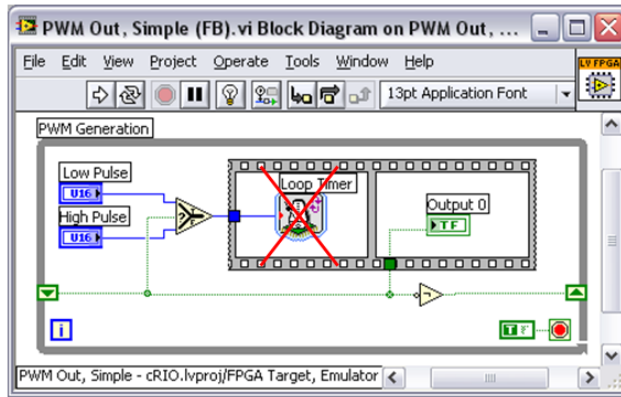 PWM Out, Simple (FB).vi Block Diagram on PWM Out, ...
File Edit View Project Operate Tools Window Help
13pt Application Font
LV FPGA
PWM Generation
Low Pulse
U16
High Pulse
U16
Loop Timer
Output 0
TF
i
T F
PWM Out, Simple - cRIO.lvproj/FPGA Target, Emulator